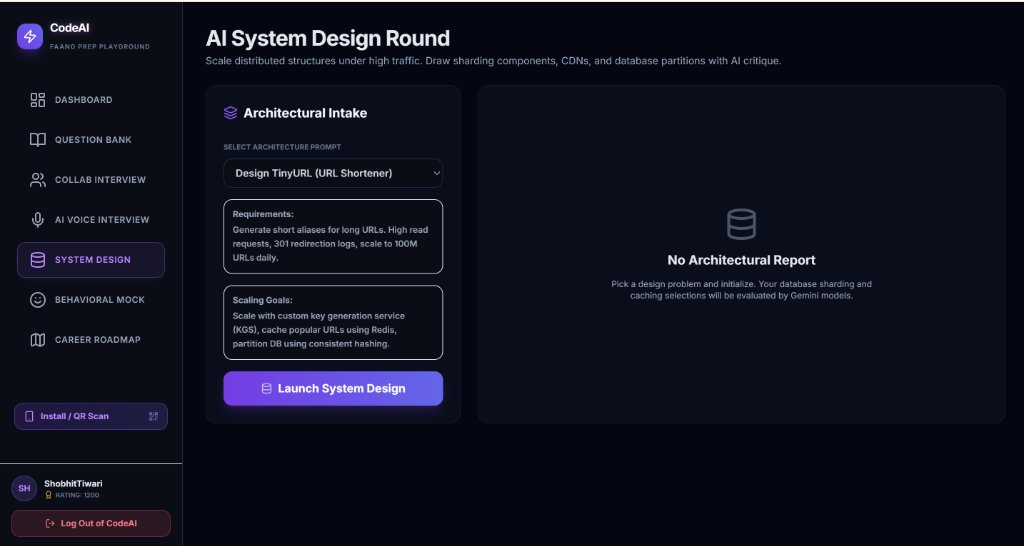 CodeAI
FAANG PREP PLAYGROUND
DASHBOARD
QUESTION BANK
COLLAB INTERVIEW
AI VOICE INTERVIEW
SYSTEM DESIGN
BEHAVIORAL MOCK
CAREER ROADMAP
Install / QR Scan
SH
ShobhitTiwari
RATING: 1200
Log Out of CodeAI
AI System Design Round
Scale distributed structures under high traffic. Draw sharding components, CDNs, and database partitions with AI critique.
Architectural Intake
SELECT ARCHITECTURE PROMPT
Design TinyURL (URL Shortener)
Requirements:
Generate short aliases for long URLs. High read
requests, 301 redirection logs, scale to 100M
URLs daily.
Scaling Goals:
Scale with custom key generation service
(KGS), cache popular URLs using Redis,
partition DB using consistent hashing.
Launch System Design
No Architectural Report
Pick a design problem and initialize. Your database sharding and
caching selections will be evaluated by Gemini models.